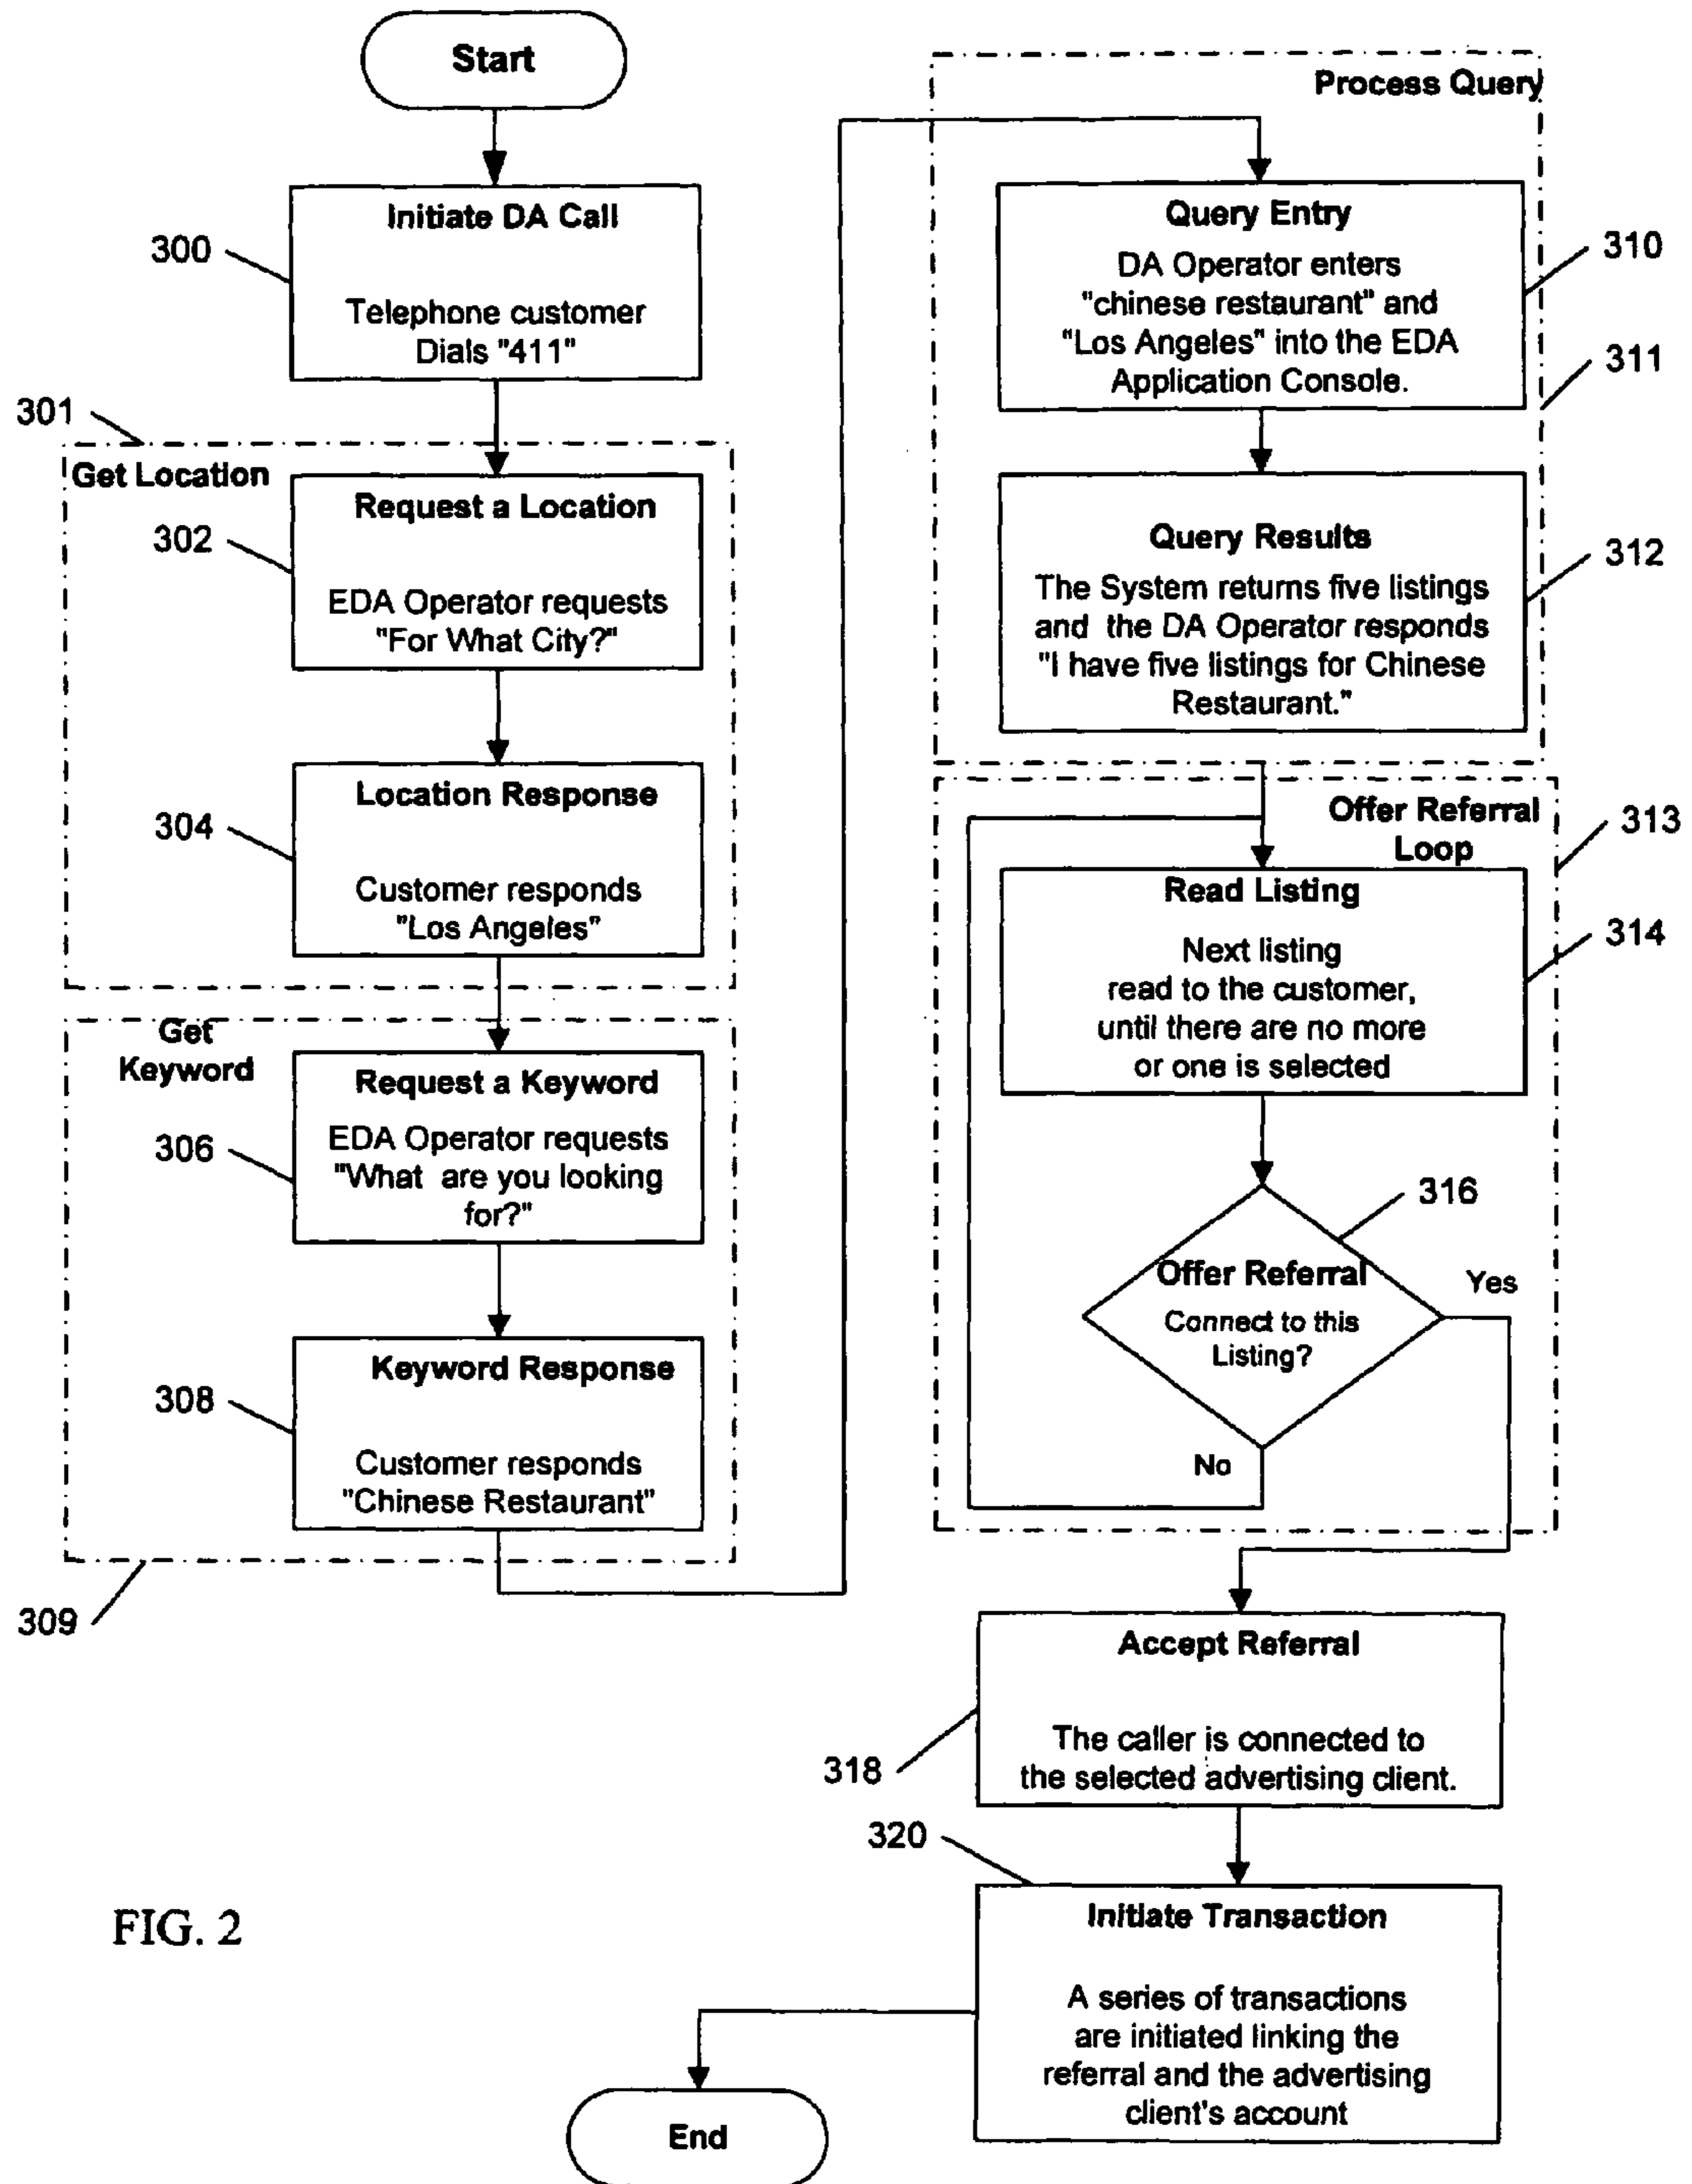 Start
Initiate DA Call
Telephone customer
Dials "411"
300
301
Get Location
Request a Location
302
EDA Operator requests
"For What City?"
Location Response
304
Customer responds
"Los Angeles"
Get
Keyword
Request a Keyword
306
EDA Operator requests
"What are you looking
for?"
Keyword Response
308
Customer responds
"Chinese Restaurant"
309
Process Query
Query Entry
310
DA Operator enters
"chinese restaurant" and
"Los Angeles" into the EDA
Application Console.
311
Query Results
312
The System returns five listings
and the DA Operator responds
"I have five listings for Chinese
Restaurant."
Offer Referral
Loop
313
Read Listing
314
Next listing
read to the customer,
until there are no more
or one is selected
316
Offer Referral
Connect to this
Listing?
Yes
No
Accept Referral
318
The caller is connected to
the selected advertising client.
320
Initiate Transaction
A series of transactions
are initiated linking the
referral and the advertising
client's account
End
FIG. 2